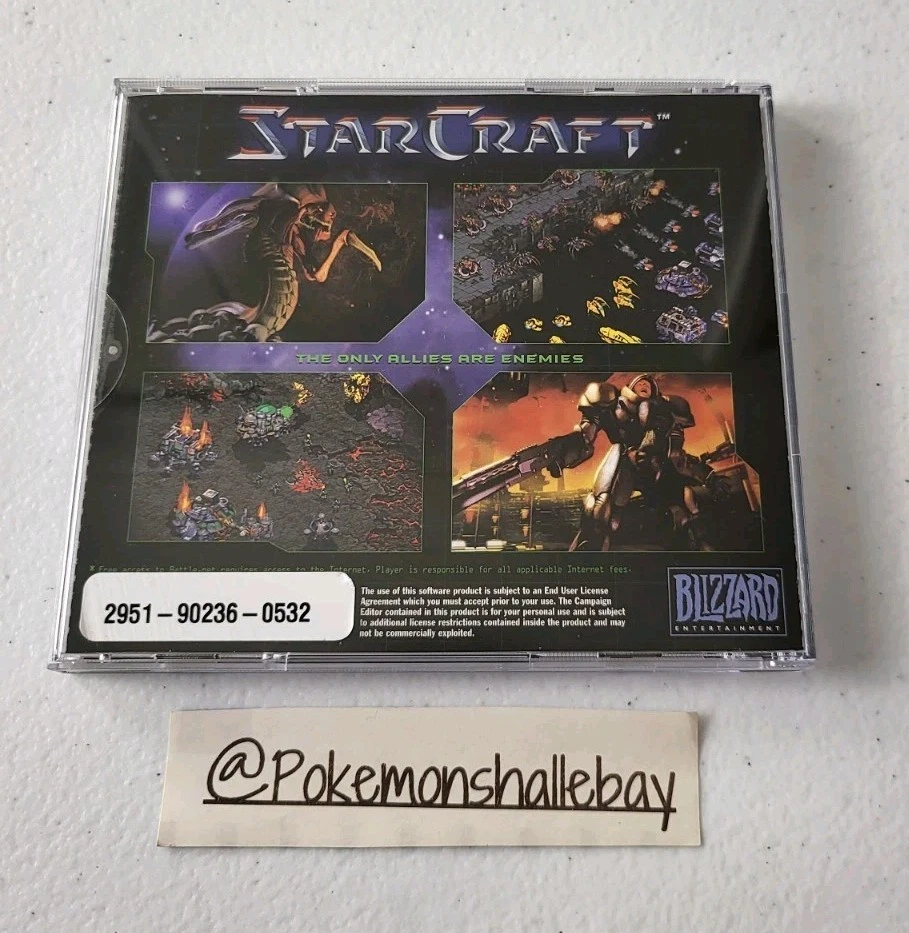 STARCRAFT™
THE ONLY ALLIES ARE ENEMIES
* Free access to Battle.net requires access to the Internet. Player is responsible for all applicable Internet fees.
2951-90236-0532
The use of this software product is subject to an End User License
Agreement which you must accept prior to your use. The Campaign
Editor contained in this product is for your personal use and is subject
to additional license restrictions contained inside the product and may
not be commercially exploited.
BLIZZARD
ENTERTAINMENT
@Pokemonshallebay